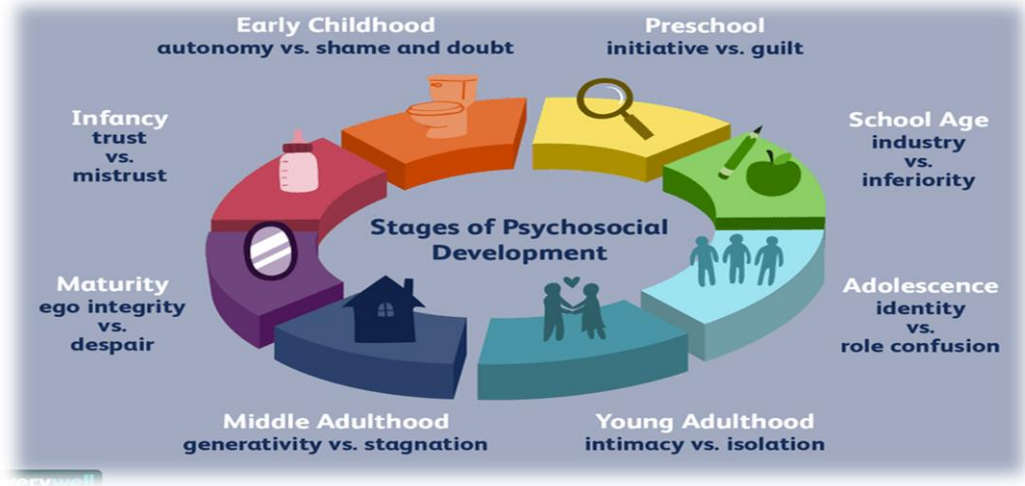 Early Childhood
autonomy vs. shame and doubt
Preschool
initiative vs. guilt
Infancy
trust
vs.
mistrust
School Age
industry
vs.
inferiority
Stages of Psychosocial
Development
Maturity
ego integrity
vs.
despair
Adolescence
identity
vs.
role confusion
Middle Adulthood
generativity vs. stagnation
Young Adulthood
intimacy vs. isolation